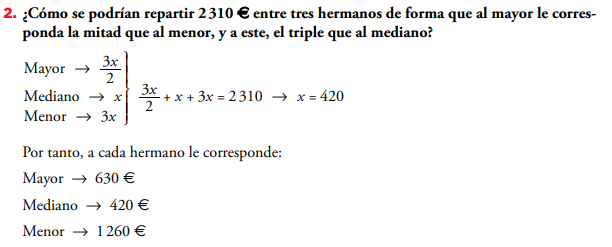 2. ¿Cómo se podrían repartir 2 310 € entre tres hermanos de forma que al mayor le corres-
ponda la mitad que al menor, y a este, el triple que al mediano?
Mayor → 3x/2
Mediano → x } 3x/2 + x + 3x = 2 310 → x = 420
Menor → 3x
Por tanto, a cada hermano le corresponde:
Mayor → 630 €
Mediano → 420 €
Menor → 1 260 €